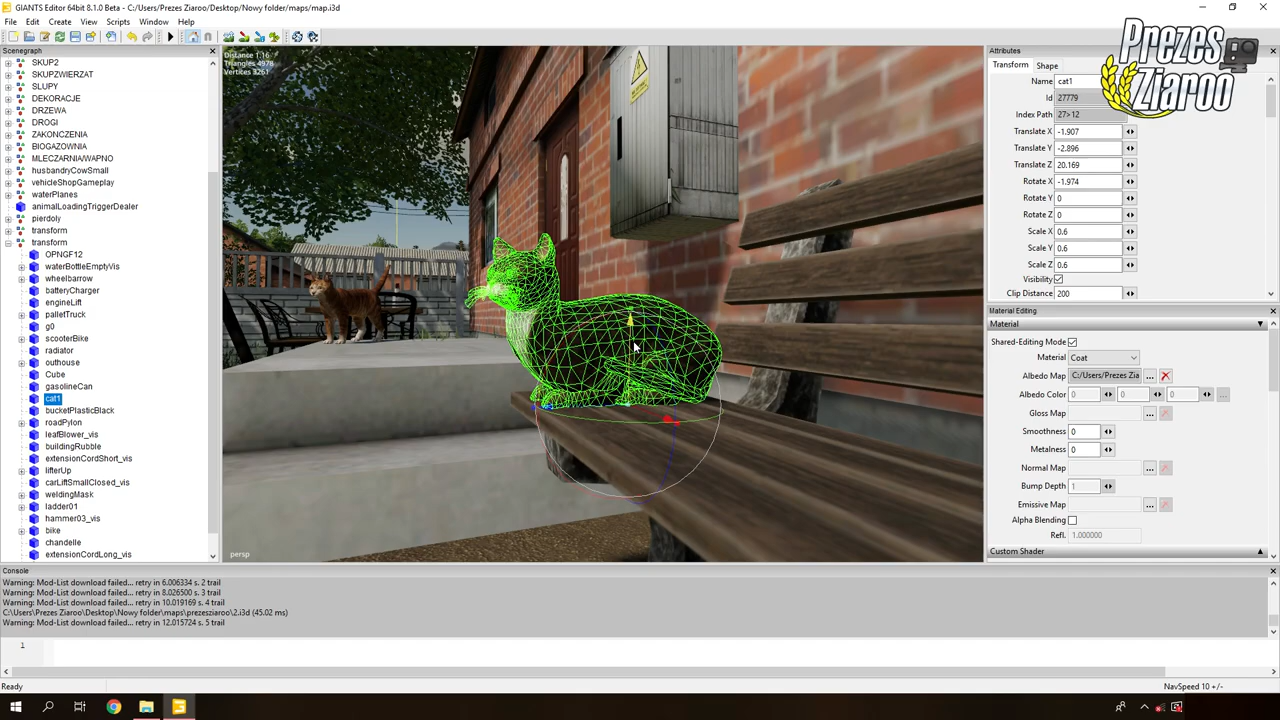 GIANTS Editor 64bit 8.1.0 Beta - C:/Users/Prezes Ziaroo/Desktop/Nowy folder/maps/map.i3d
File Edit Create View Scripts Window Help
Prezes
Ziaroo
Scenegraph
SKUP2
SKUPZWIERZAT
SLUPY
DEKORACJE
DRZEWA
DROGI
ZAKONCZENIA
BIOGAZOWNIA
MLECZARNIA/WAPNO
husbandryCowSmall
vehicleShopGameplay
waterPlanes
animalLoadingTriggerDealer
pierdoly
transform
transform
OPNGF12
waterBottleEmptyVis
wheelbarrow
batteryCharger
engineLift
palletTruck
g0
scooterBike
radiator
outhouse
Cube
gasolineCan
cat1
bucketPlasticBlack
roadPylon
leafBlower_vis
buildingRubble
extensionCordShort_vis
lifterUp
carLiftSmallClosed_vis
weldingMask
ladder01
hammer03_vis
bike
chandelle
extensionCordLong_vis
Distance 1.16
Triangles 4978
Vertices 3261
persp
Attributes
Transform Shape
Name cat1
Id 27779
Index Path 27>12
Translate X -1.907
Translate Y -2.896
Translate Z 20.169
Rotate X -1.974
Rotate Y 0
Rotate Z 0
Scale X 0.6
Scale Y 0.6
Scale Z 0.6
Visibility
Clip Distance 200
Material Editing
Material
Shared-Editing Mode
Material Coat
Albedo Map C:/Users/Prezes Zia ...
Albedo Color 0 0 0 ...
Gloss Map ...
Smoothness 0
Metalness 0
Normal Map ...
Bump Depth 1
Emissive Map ...
Alpha Blending
Refl. 1.000000
Custom Shader
Console
Warning: Mod-List download failed... retry in 6.006334 s. 2 trail
Warning: Mod-List download failed... retry in 8.026500 s. 3 trail
Warning: Mod-List download failed... retry in 10.019169 s. 4 trail
C:\Users\Prezes Ziaroo\Desktop\Nowy folder\maps\prezesziaroo\2.i3d (45.02 ms)
Warning: Mod-List download failed... retry in 12.015724 s. 5 trail
1
Ready
NavSpeed 10 +/-